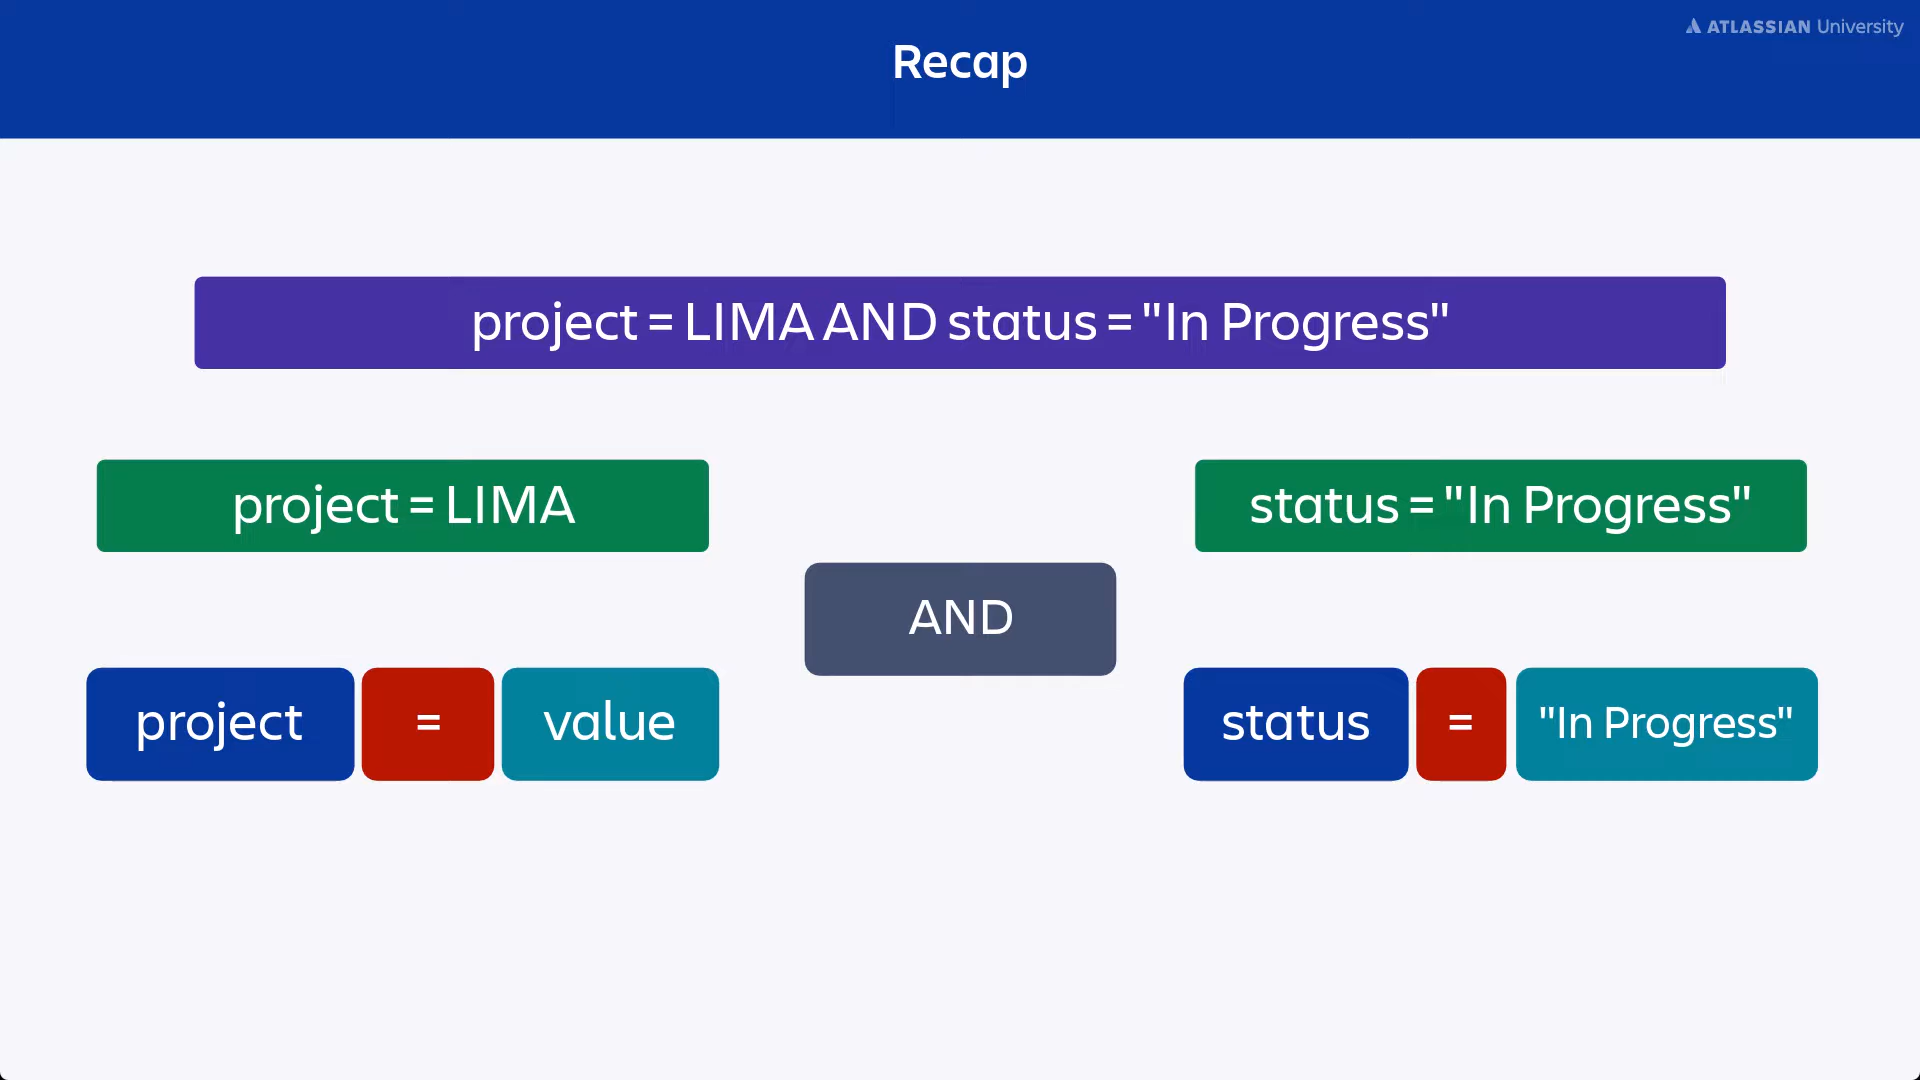 ATLASSIAN University
Recap
project = LIMA AND status = "In Progress"
project = LIMA
status = "In Progress"
AND
project = value
status = "In Progress"